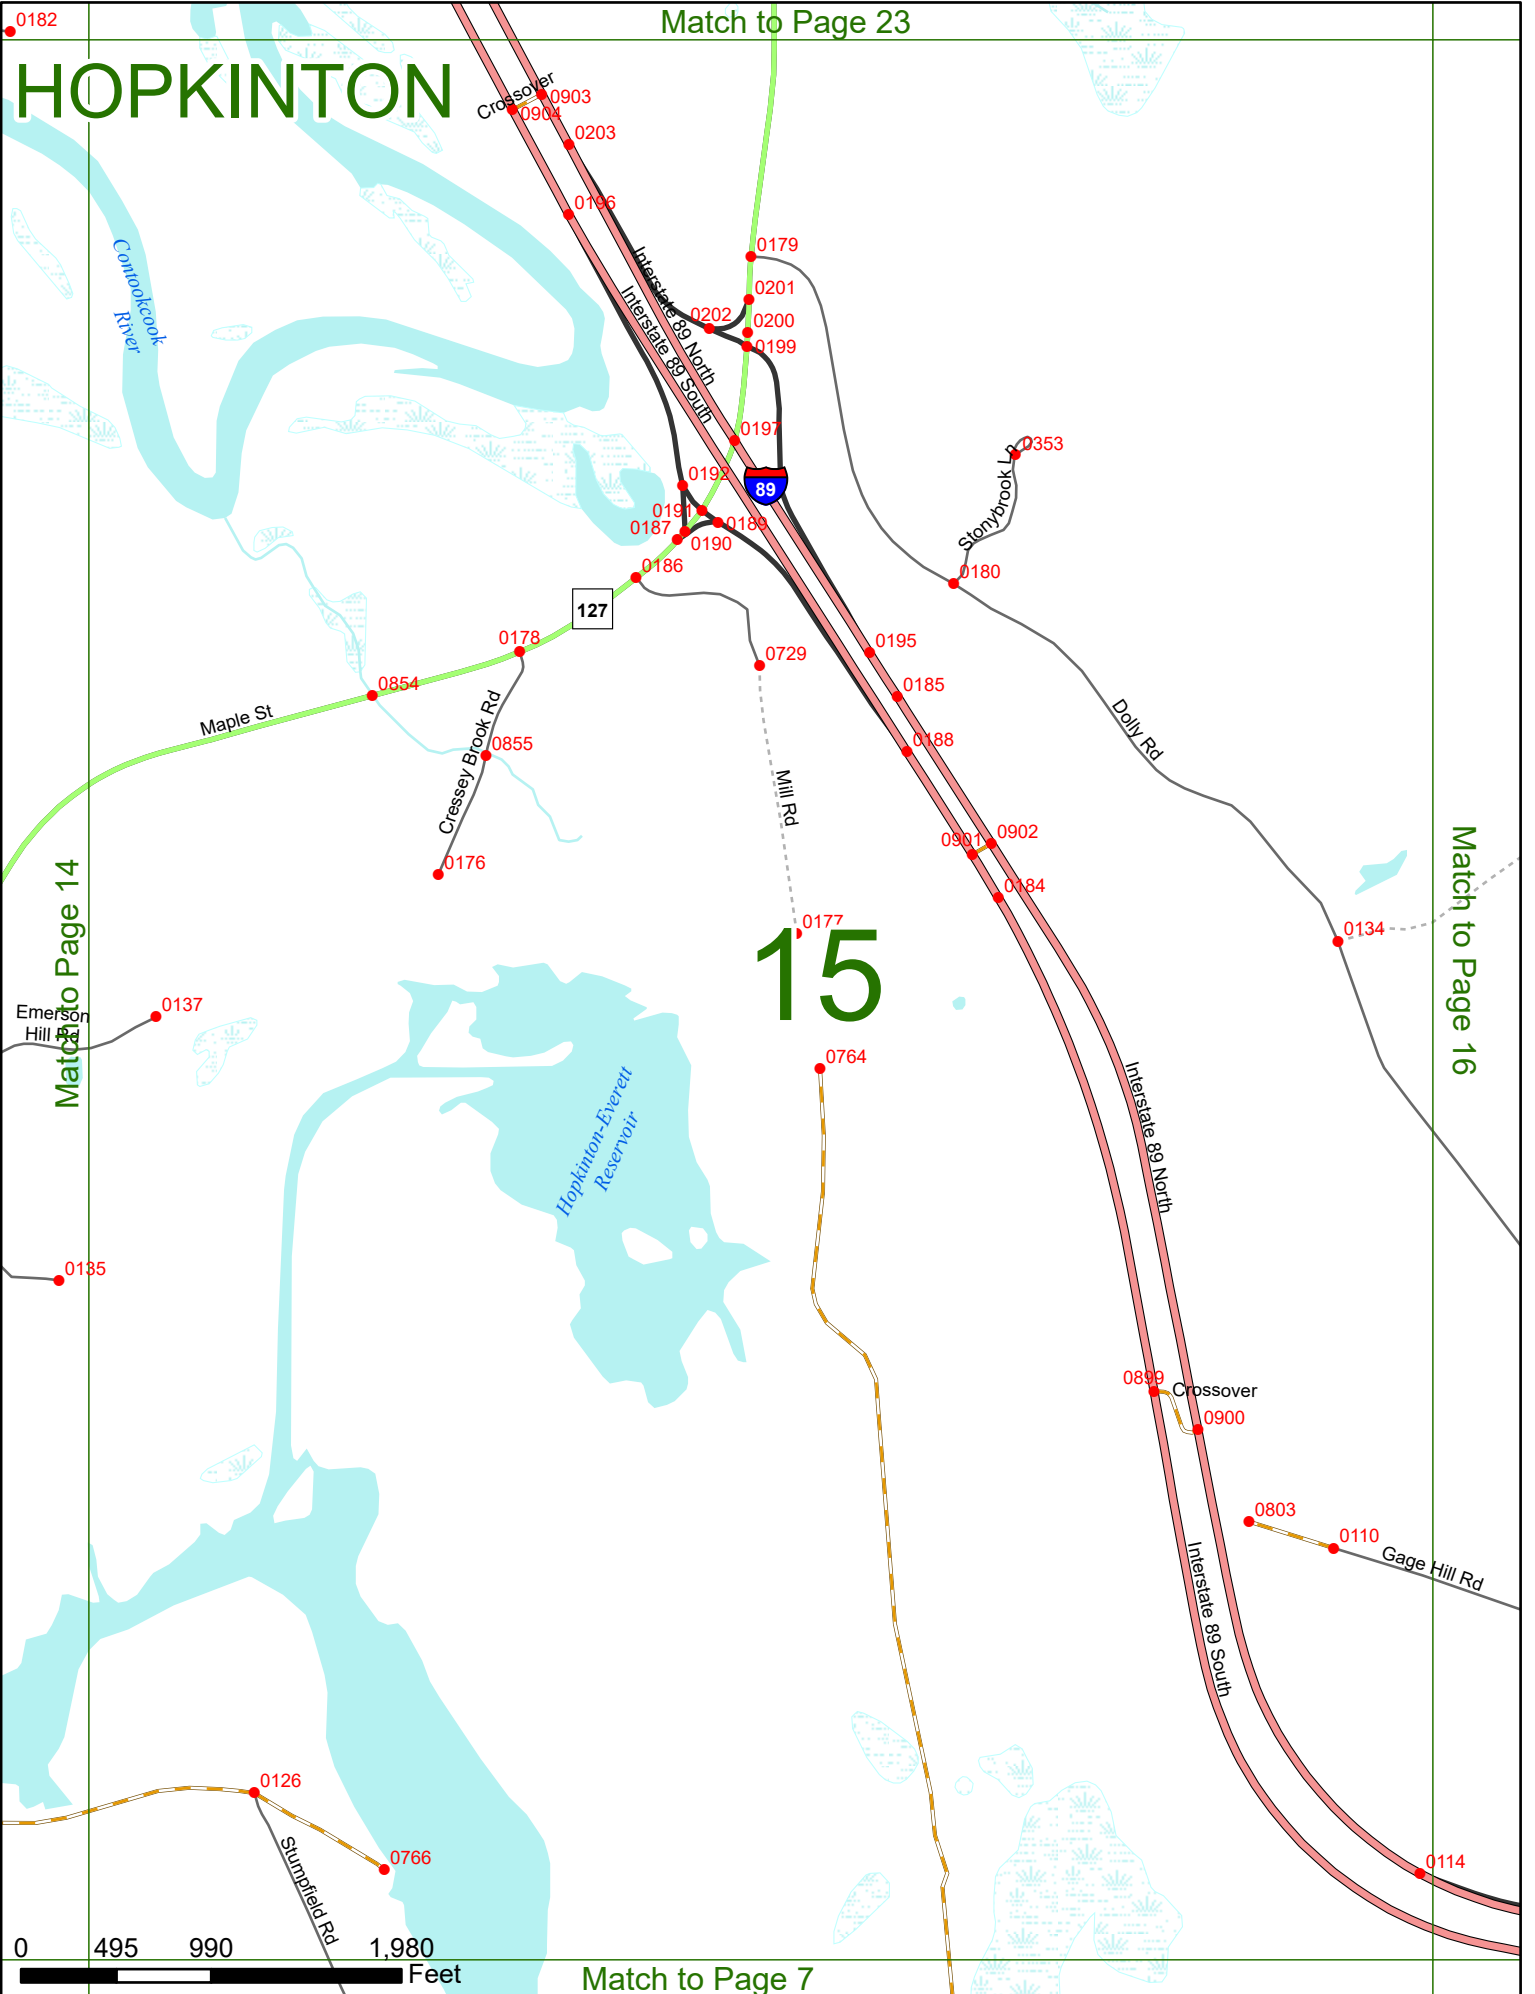 0182
Match to Page 23
HOPKINTON
Crossover
0903
0904
0203
0196
0179
Contookcook
River
Interstate 89 North
Interstate 89 South
0201
0202
0200
0199
0197
0353
Stonybrook Ln
0192
89
0191
0189
0187
0190
0186
0180
127
0178
0195
0729
0854
0185
Maple St
Cressey Brook Rd
0855
0188
Dolly Rd
Mill Rd
0902
0901
0176
0184
Match to Page 14
Match to Page 16
0177
0134
15
0137
Emerson
Hill Rd
0764
Hopkinton-Everett
Reservoir
Interstate 89 North
0135
0899
Crossover
0900
0803
0110
Gage Hill Rd
Interstate 89 South
0126
0766
Stumpfield Rd
0114
0 495 990 1,980
Feet
Match to Page 7